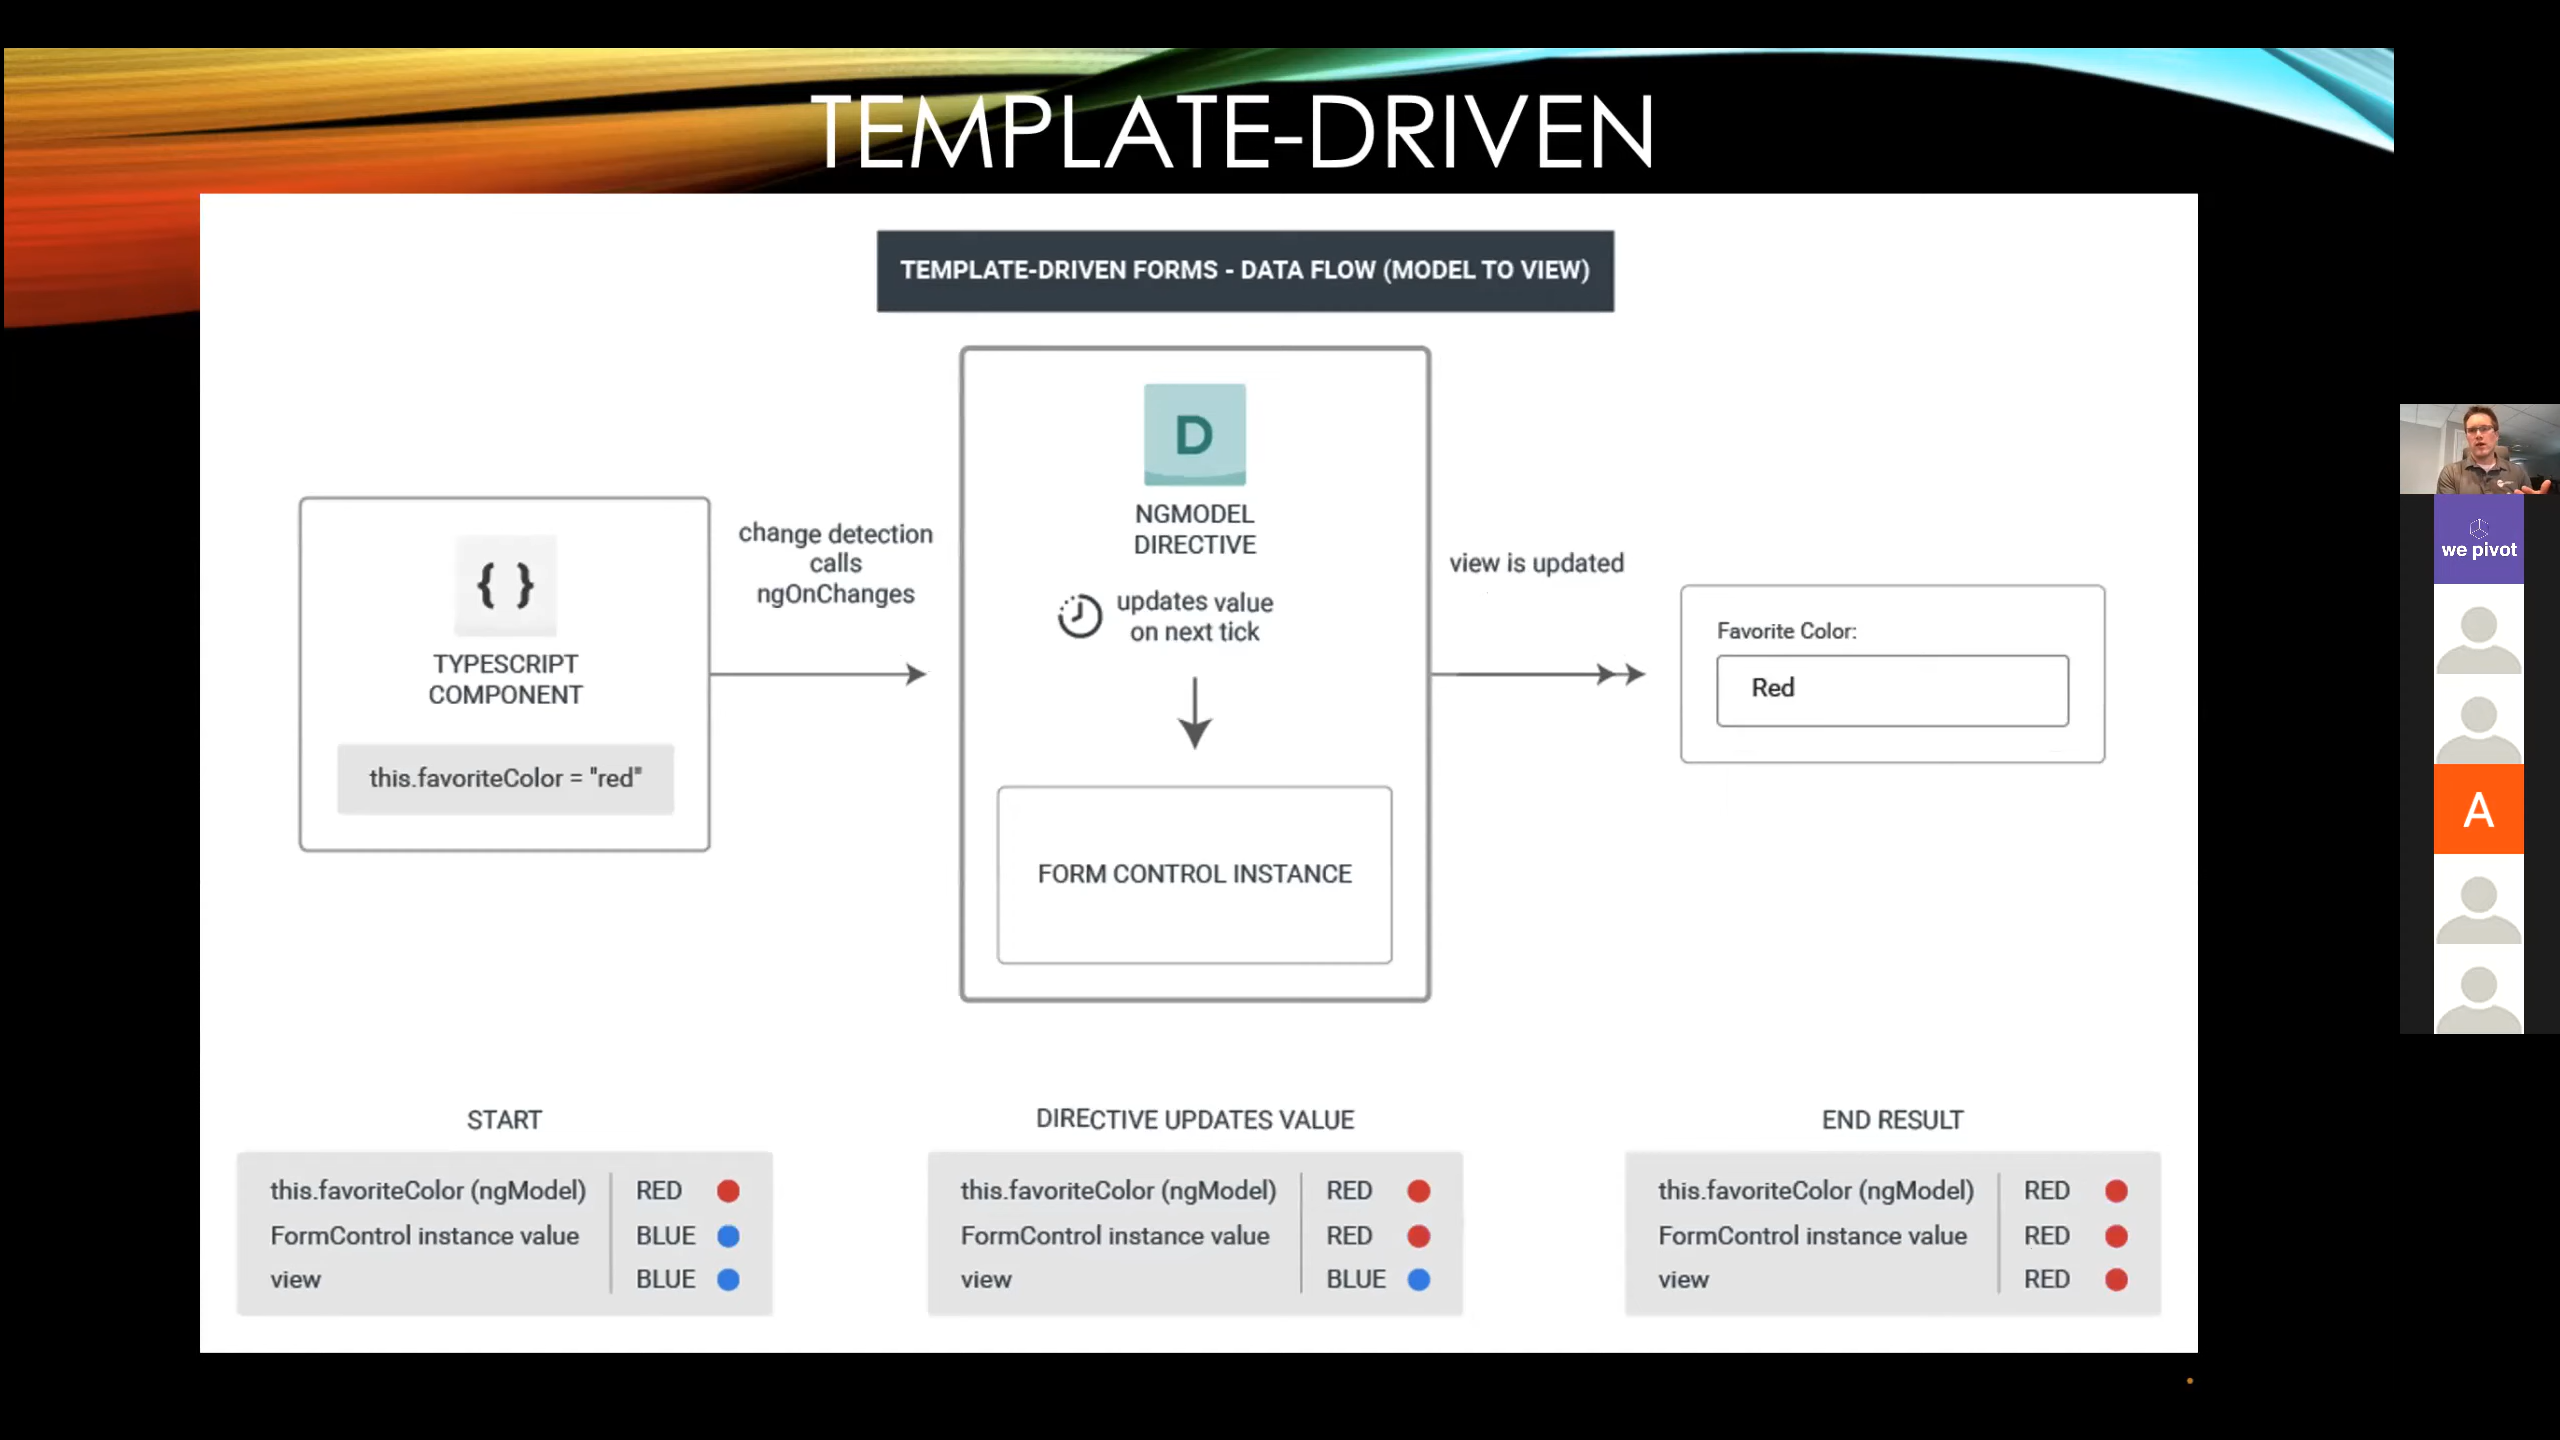 TEMPLATE-DRIVEN
TEMPLATE-DRIVEN FORMS - DATA FLOW (MODEL TO VIEW)
{ }
TYPESCRIPT
COMPONENT
this.favoriteColor = "red"
change detection
calls
ngOnChanges
D
NGMODEL
DIRECTIVE
updates value
on next tick
FORM CONTROL INSTANCE
view is updated
Favorite Color:
Red
START
this.favoriteColor (ngModel) RED
FormControl instance value BLUE
view BLUE
DIRECTIVE UPDATES VALUE
this.favoriteColor (ngModel) RED
FormControl instance value RED
view BLUE
END RESULT
this.favoriteColor (ngModel) RED
FormControl instance value RED
view RED
we pivot
A